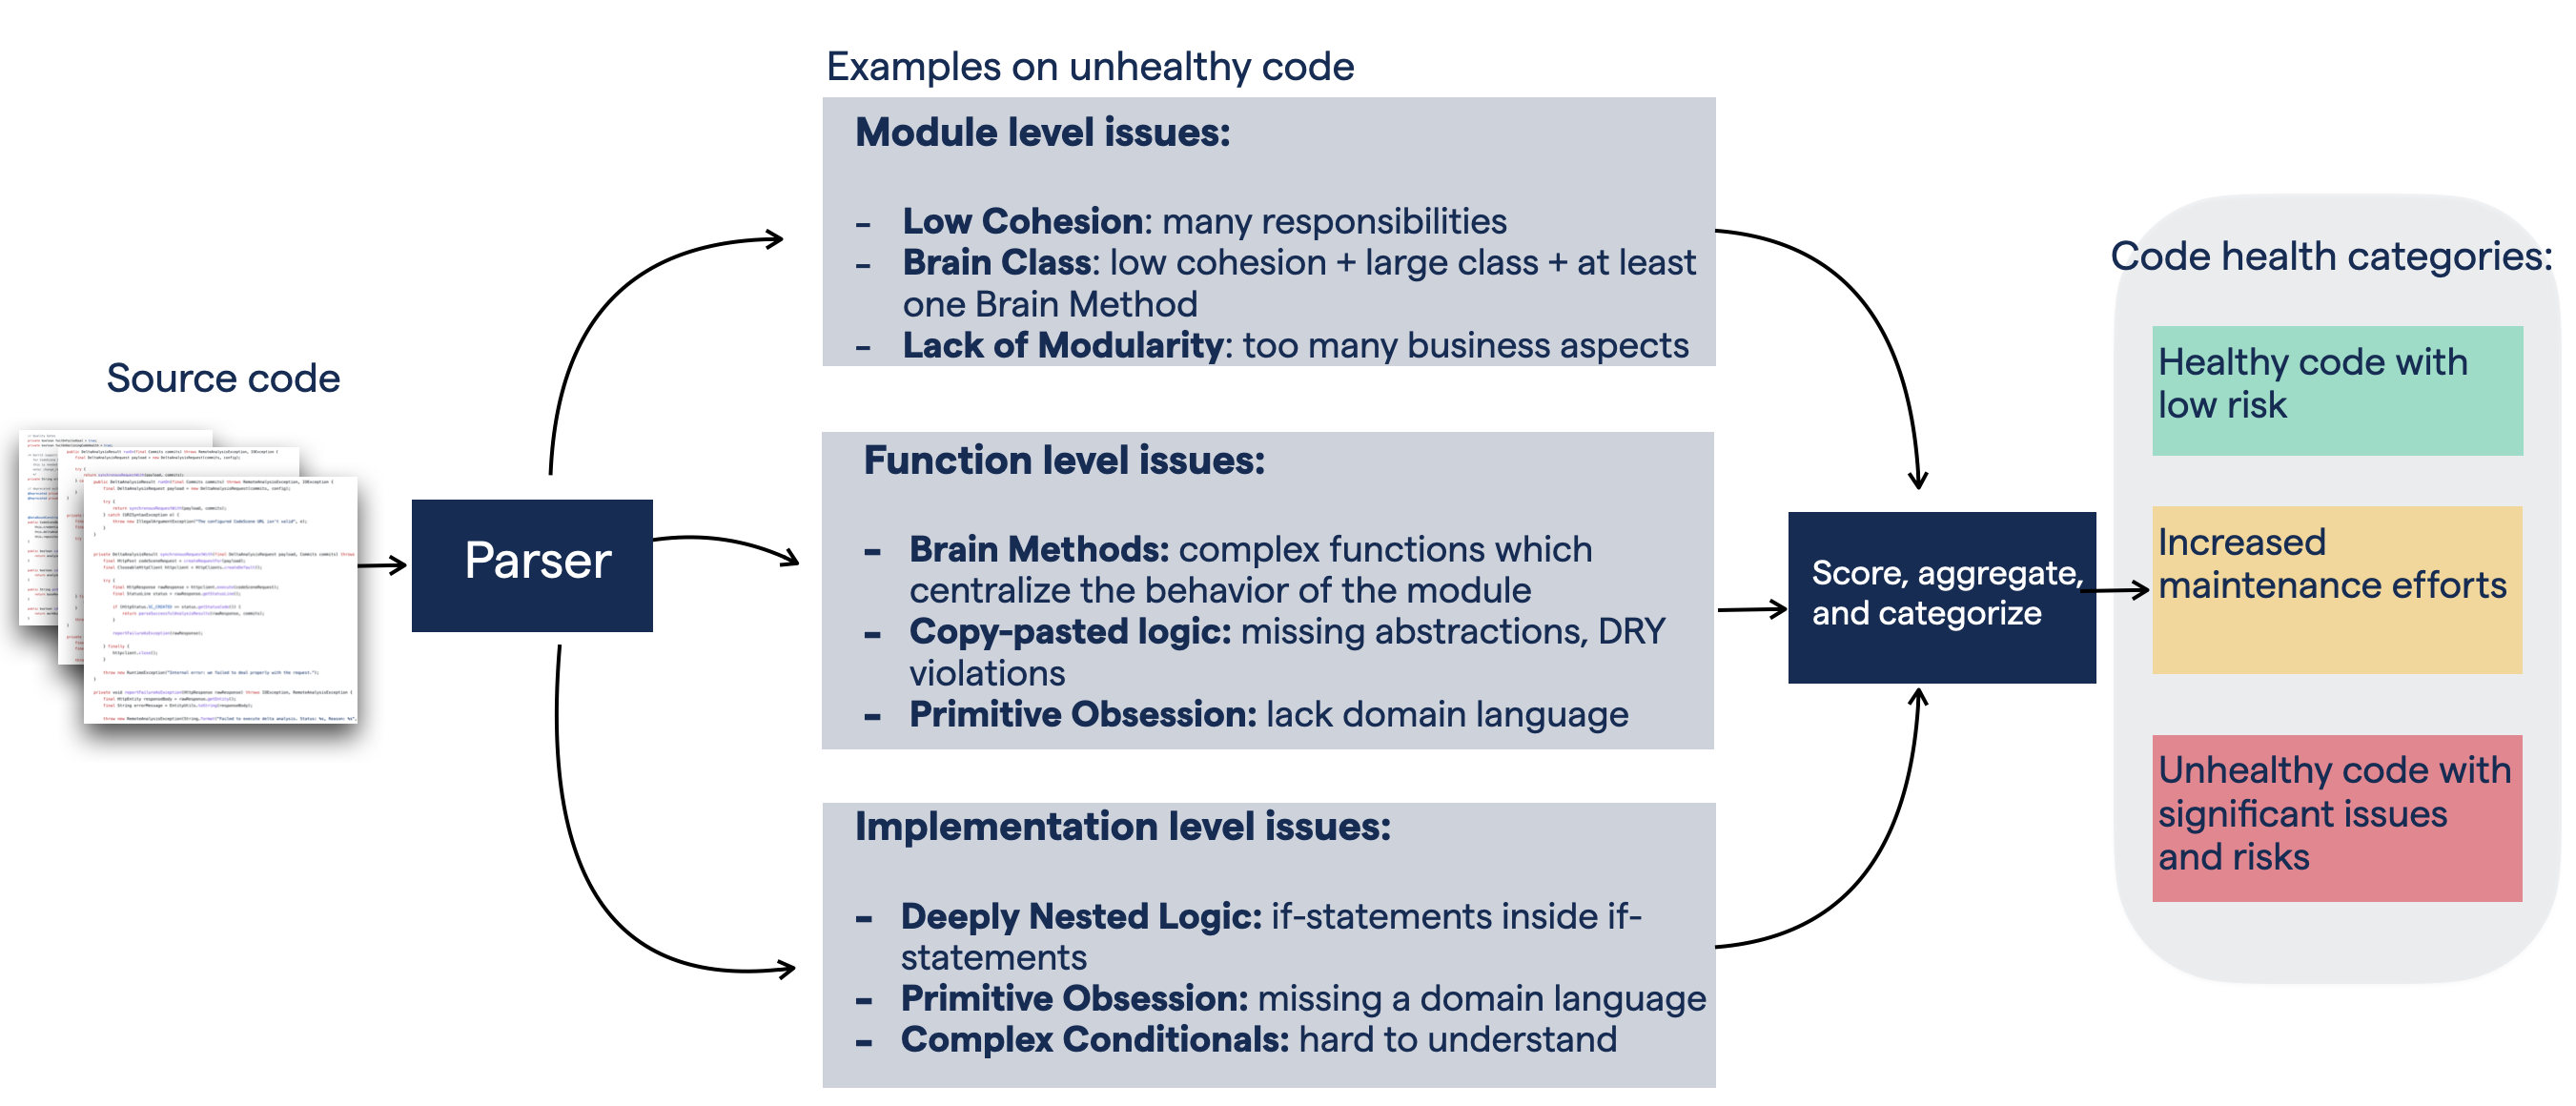 Examples on unhealthy code
Module level issues:
- Low Cohesion: many responsibilities
- Brain Class: low cohesion + large class + at least
one Brain Method
- Lack of Modularity: too many business aspects
Source code
Parser
Function level issues:
- Brain Methods: complex functions which
centralize the behavior of the module
- Copy-pasted logic: missing abstractions, DRY
violations
- Primitive Obsession: lack domain language
Implementation level issues:
- Deeply Nested Logic: if-statements inside if-
statements
- Primitive Obsession: missing a domain language
- Complex Conditionals: hard to understand
Score, aggregate,
and categorize
Code health categories:
Healthy code with
low risk
Increased
maintenance efforts
Unhealthy code with
significant issues
and risks